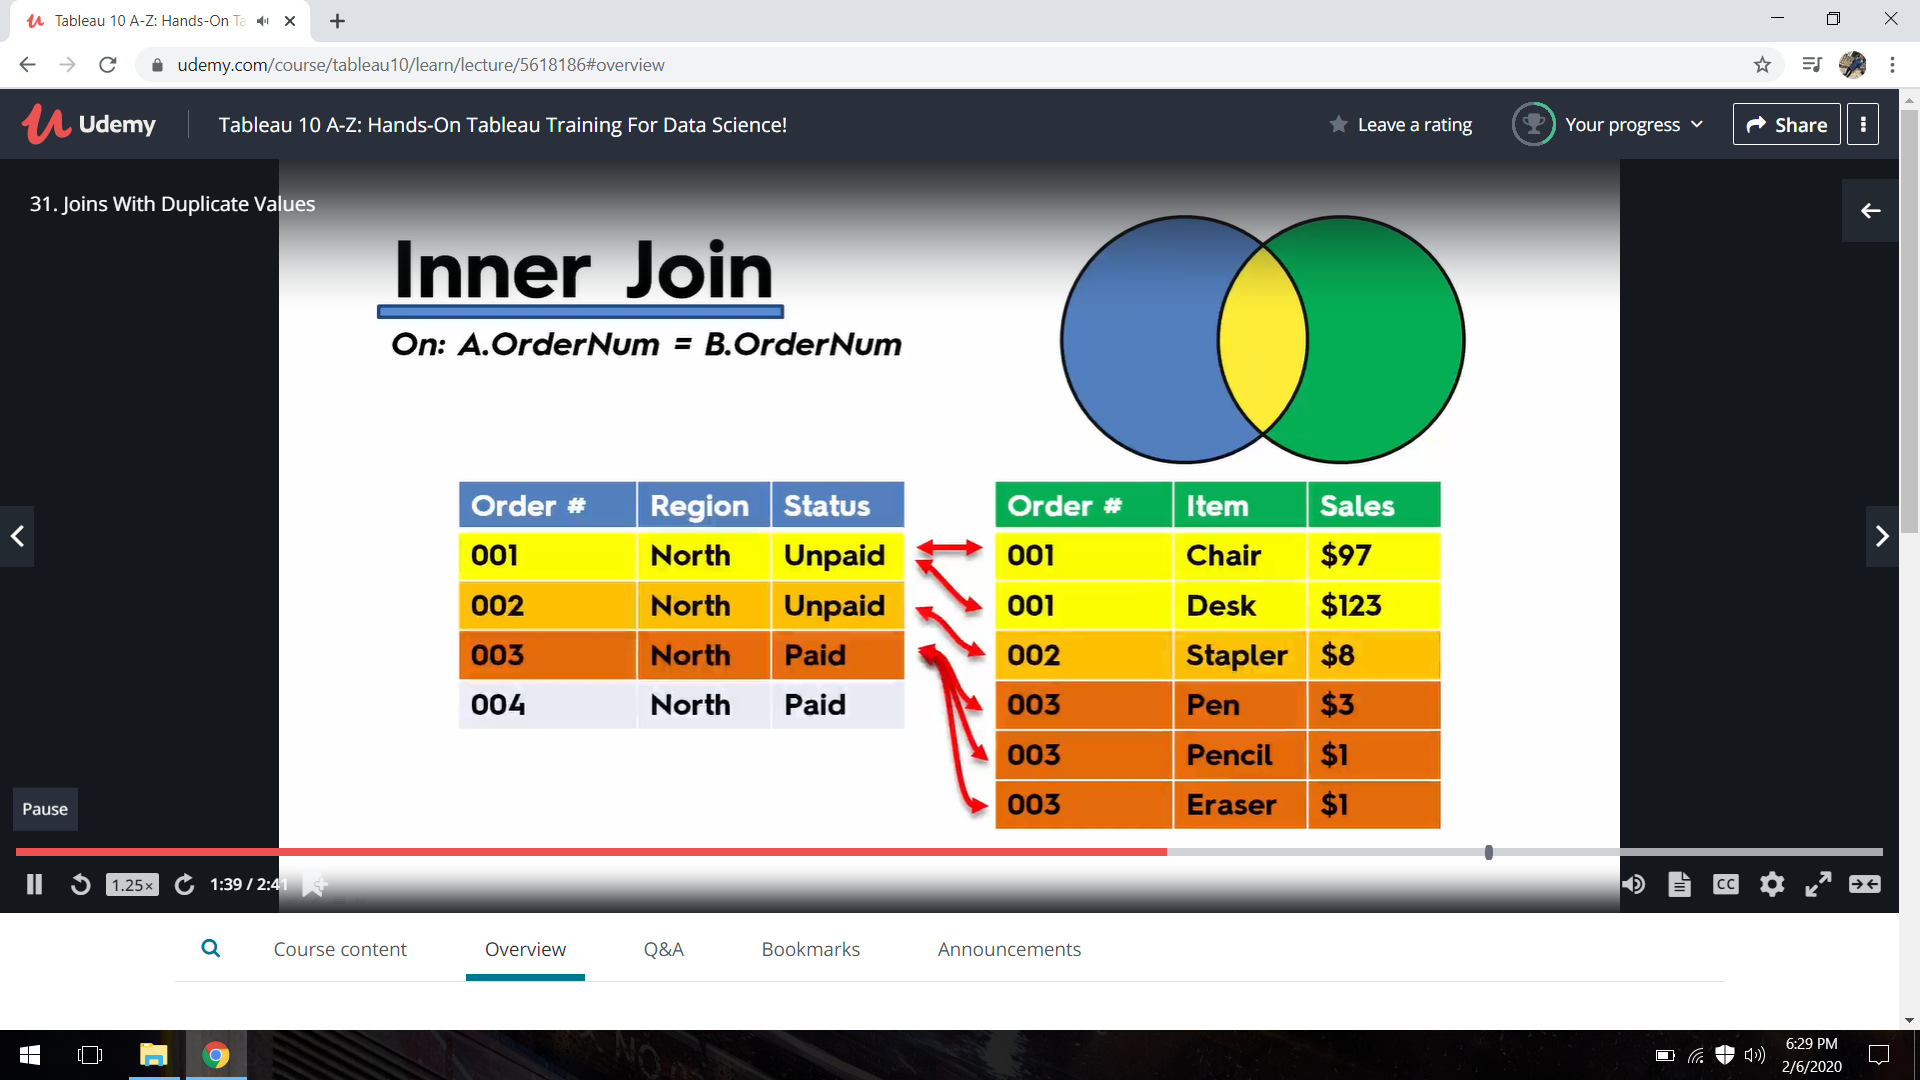 Tableau 10 A-Z: Hands-On Ta
udemy.com/course/tableau10/learn/lecture/5618186#overview
Udemy
Tableau 10 A-Z: Hands-On Tableau Training For Data Science!
Leave a rating
Your progress
Share
31. Joins With Duplicate Values
Inner Join
On: A.OrderNum = B.OrderNum
Order # Region Status
001 North Unpaid
002 North Unpaid
003 North Paid
004 North Paid
Order # Item Sales
001 Chair $97
001 Desk $123
002 Stapler $8
003 Pen $3
003 Pencil $1
003 Eraser $1
Pause
1.25×
1:39 / 2:41
CC
Course content
Overview
Q&A
Bookmarks
Announcements
6:29 PM
2/6/2020